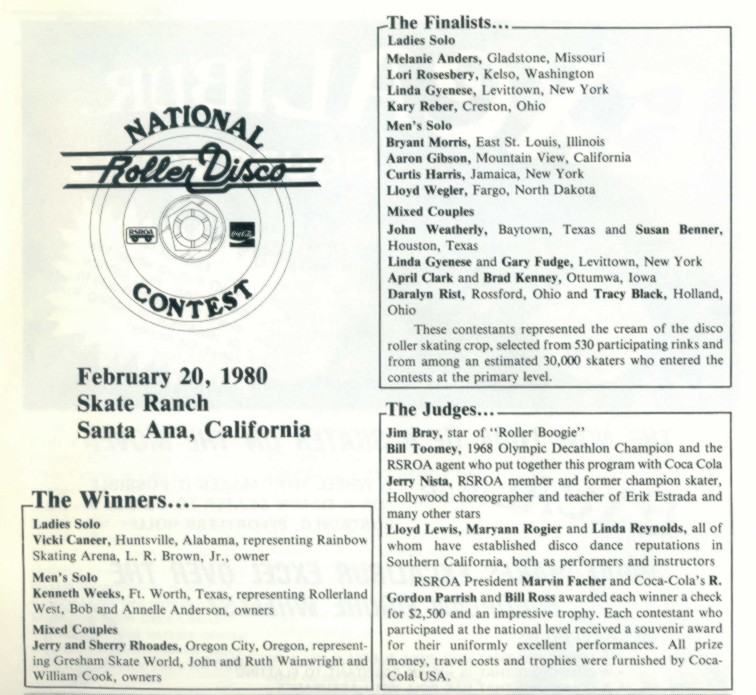 NATIONAL
Roller Disco
RSROA
Coca-Cola
CONTEST
February 20, 1980
Skate Ranch
Santa Ana, California
The Winners...
Ladies Solo
Vicki Caneer, Huntsville, Alabama, representing Rainbow
Skating Arena, L. R. Brown, Jr., owner
Men's Solo
Kenneth Weeks, Ft. Worth, Texas, representing Rollerland
West, Bob and Annelle Anderson, owners
Mixed Couples
Jerry and Sherry Rhoades, Oregon City, Oregon, represent-
ing Gresham Skate World, John and Ruth Wainwright and
William Cook, owners
The Finalists...
Ladies Solo
Melanie Anders, Gladstone, Missouri
Lori Rosesbery, Kelso, Washington
Linda Gyenese, Levittown, New York
Kary Reber, Creston, Ohio
Men's Solo
Bryant Morris, East St. Louis, Illinois
Aaron Gibson, Mountain View, California
Curtis Harris, Jamaica, New York
Lloyd Wegler, Fargo, North Dakota
Mixed Couples
John Weatherly, Baytown, Texas and Susan Benner,
Houston, Texas
Linda Gyenese and Gary Fudge, Levittown, New York
April Clark and Brad Kenney, Ottumwa, Iowa
Daralyn Rist, Rossford, Ohio and Tracy Black, Holland,
Ohio
These contestants represented the cream of the disco
roller skating crop, selected from 530 participating rinks and
from among an estimated 30,000 skaters who entered the
contests at the primary level.
The Judges...
Jim Bray, star of "Roller Boogie"
Bill Toomey, 1968 Olympic Decathlon Champion and the
RSROA agent who put together this program with Coca Cola
Jerry Nista, RSROA member and former champion skater,
Hollywood choreographer and teacher of Erik Estrada and
many other stars
Lloyd Lewis, Maryann Rogier and Linda Reynolds, all of
whom have established disco dance reputations in
Southern California, both as performers and instructors
RSROA President Marvin Facher and Coca-Cola's R.
Gordon Parrish and Bill Ross awarded each winner a check
for $2,500 and an impressive trophy. Each contestant who
participated at the national level received a souvenir award
for their uniformly excellent performances. All prize
money, travel costs and trophies were furnished by Coca-
Cola USA.